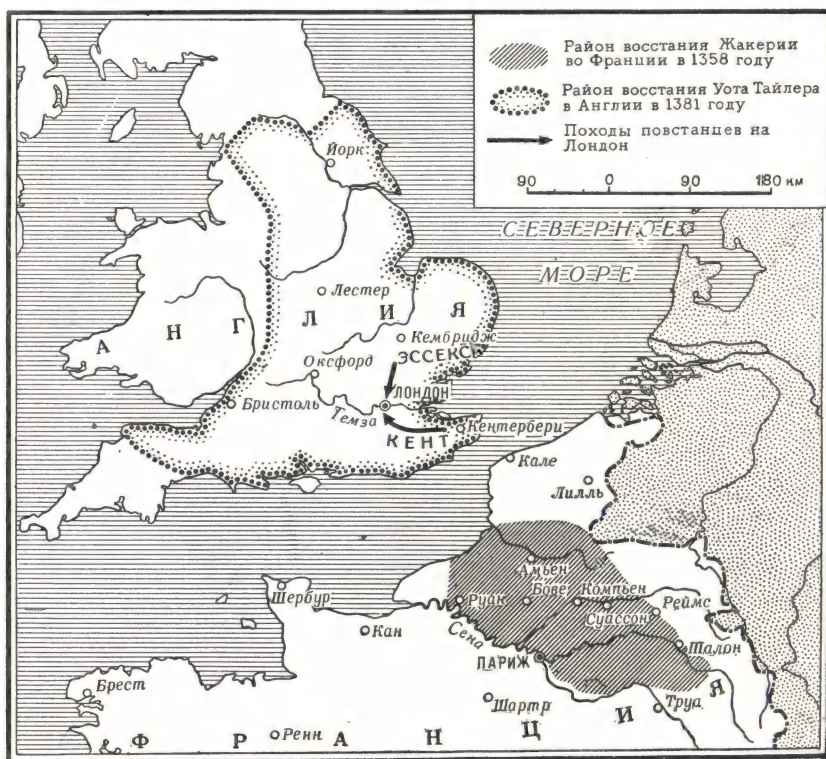 Район восстания Жакерии
во Франции в 1358 году
Район восстания Уота Тайлера
в Англии в 1381 году
Походы повстанцев на
Лондон
90 0 90 180 км
СЕВЕРНОЕ
МОРЕ
Йорк
Лестер
АНГЛИЯ
Кембридж
ЭССЕКС
Оксфорд
ЛОНДОН
Бристоль
Темза
Кентербери
КЕНТ
Кале
Лилль
Амьен
Шербур
Руан
Бове
Компьен
Суассон
Реймс
Кан
Сена
Шалон
ПАРИЖ
Брест
Шартр
Труа
Ренн
ФРАНЦИЯ